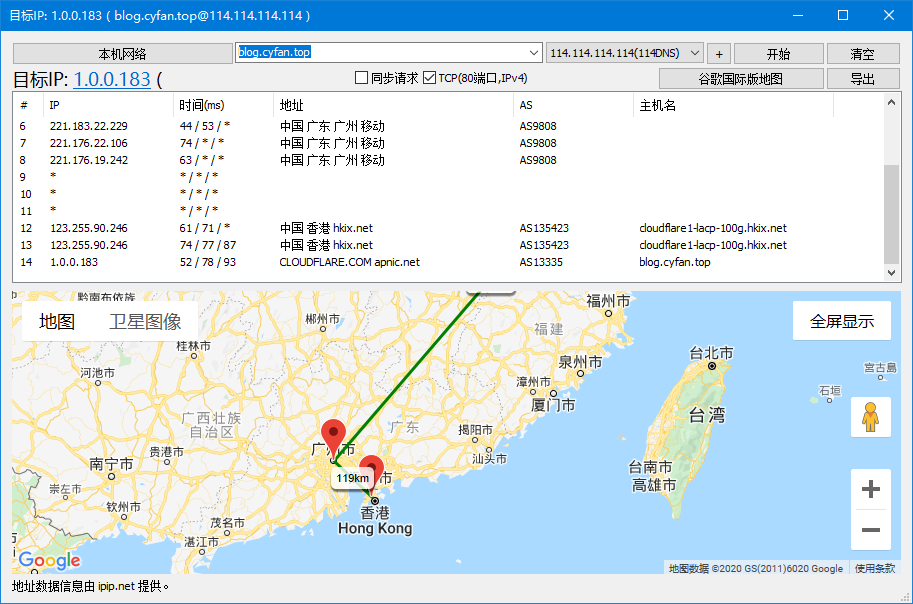 目标IP: 1.0.0.183 ( blog.cyfan.top@114.114.114.114 )
本机网络 blog.cyfan.top 114.114.114.114(114DNS) + 开始 清空
目标IP: 1.0.0.183 ( 同步请求 TCP(80端口,IPv4) 谷歌国际版地图 导出
# IP 时间(ms) 地址 AS 主机名
6 221.183.22.229 44 / 53 / * 中国 广东 广州 移动 AS9808
7 221.176.22.106 74 / * / * 中国 广东 广州 移动 AS9808
8 221.176.19.242 63 / * / * 中国 广东 广州 移动 AS9808
9 * * / * / *
10 * * / * / *
11 * * / * / *
12 123.255.90.246 61 / 71 / * 中国 香港 hkix.net AS135423 cloudflare1-lacp-100g.hkix.net
13 123.255.90.246 74 / 77 / 87 中国 香港 hkix.net AS135423 cloudflare1-lacp-100g.hkix.net
14 1.0.0.183 52 / 78 / 93 CLOUDFLARE.COM apnic.net AS13335 blog.cyfan.top
黔南布依族
福州市
地图 卫星图像
郴州市
全屏显示
福建
桂林市
台北市
泉州市
宮古島
河池市
漳州市
石垣
厦门市
台湾
广西壮族
自治区
广东
揭阳市
广州市
贵港市
汕头市
南宁市
台南市
119km
市
高雄市
崇左市
钦州市
香港
Hong Kong
茂名市
湛江市
Google
地图数据 ©2020 GS(2011)6020 Google 使用条款
地址数据信息由 ipip.net 提供。